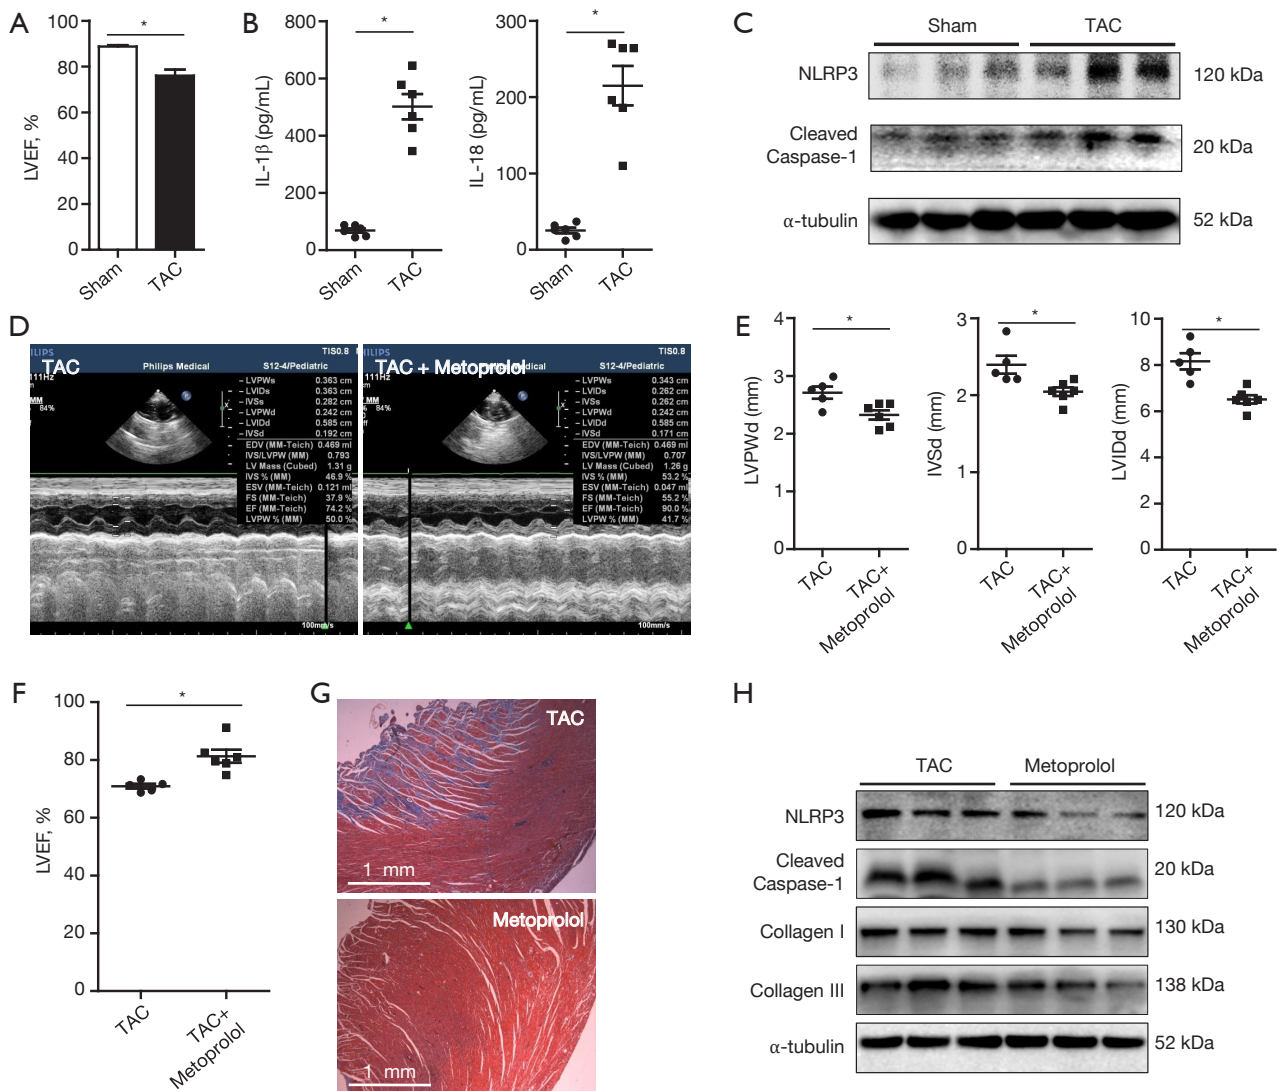 A
100
80
60
40
20
0
LVEF, %
*
Sham
TAC
B
800
600
400
200
0
IL-1β (pg/mL)
*
Sham
TAC
300
200
100
0
IL-18 (pg/mL)
*
Sham
TAC
C
Sham
TAC
NLRP3
120 kDa
Cleaved
Caspase-1
20 kDa
α-tubulin
52 kDa
D
TAC
Philips Medical
TIS0.8
S12-4/Pediatric
111Hz
84%
LVPWs 0.363 cm
LVIDs 0.363 cm
IVSs 0.282 cm
LVPWd 0.242 cm
LVIDd 0.585 cm
IVSd 0.192 cm
EDV (MM-Teich) 0.469 ml
IVS/LVPW (MM) 0.793
LV Mass (Cubed) 1.31 g
IVS % (MM) 46.9 %
ESV (MM-Teich) 0.121 ml
FS (MM-Teich) 37.9 %
EF (MM-Teich) 74.2 %
LVPW % (MM) 50.0 %
100mm/s
PHILIPS
TAC + Metoprolol
TIS0.8
S12-4/Pediatric
111Hz
84%
LVPWs 0.343 cm
LVIDs 0.262 cm
IVSs 0.262 cm
LVPWd 0.242 cm
LVIDd 0.585 cm
IVSd 0.171 cm
EDV (MM-Teich) 0.469 ml
IVS/LVPW (MM) 0.707
LV Mass (Cubed) 1.26 g
IVS % (MM) 53.2 %
ESV (MM-Teich) 0.047 ml
FS (MM-Teich) 55.2 %
EF (MM-Teich) 90.0 %
LVPW % (MM) 41.7 %
100mm/s
E
4
3
2
1
0
LVPWd (mm)
*
TAC
TAC+
Metoprolol
3
2
1
0
IVSd (mm)
*
TAC
TAC+
Metoprolol
10
8
6
4
2
0
LVIDd (mm)
*
TAC
TAC+
Metoprolol
F
100
80
60
40
20
0
LVEF, %
*
TAC
TAC+
Metoprolol
G
TAC
1 mm
Metoprolol
1 mm
H
TAC
Metoprolol
NLRP3
120 kDa
Cleaved
Caspase-1
20 kDa
Collagen I
130 kDa
Collagen III
138 kDa
α-tubulin
52 kDa